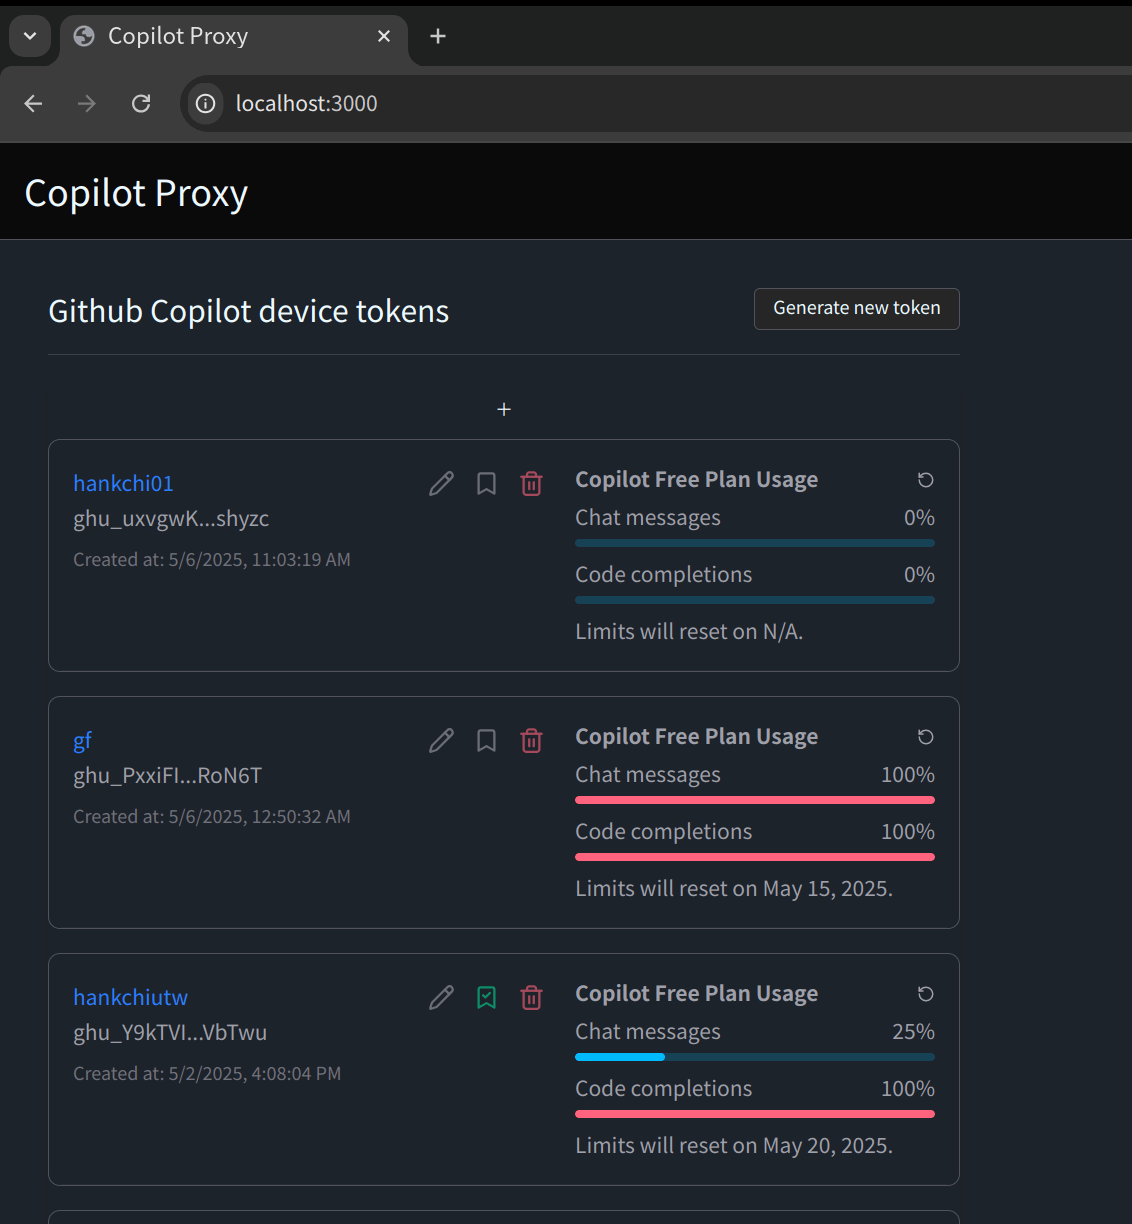 Copilot Proxy
localhost:3000
Copilot Proxy
Github Copilot device tokens
Generate new token
+
hankchi01
ghu_uxvgwK...shyzc
Created at: 5/6/2025, 11:03:19 AM
Copilot Free Plan Usage
Chat messages 0%
Code completions 0%
Limits will reset on N/A.
gf
ghu_PxxiFI...RoN6T
Created at: 5/6/2025, 12:50:32 AM
Copilot Free Plan Usage
Chat messages 100%
Code completions 100%
Limits will reset on May 15, 2025.
hankchiutw
ghu_Y9kTVI...VbTwu
Created at: 5/2/2025, 4:08:04 PM
Copilot Free Plan Usage
Chat messages 25%
Code completions 100%
Limits will reset on May 20, 2025.